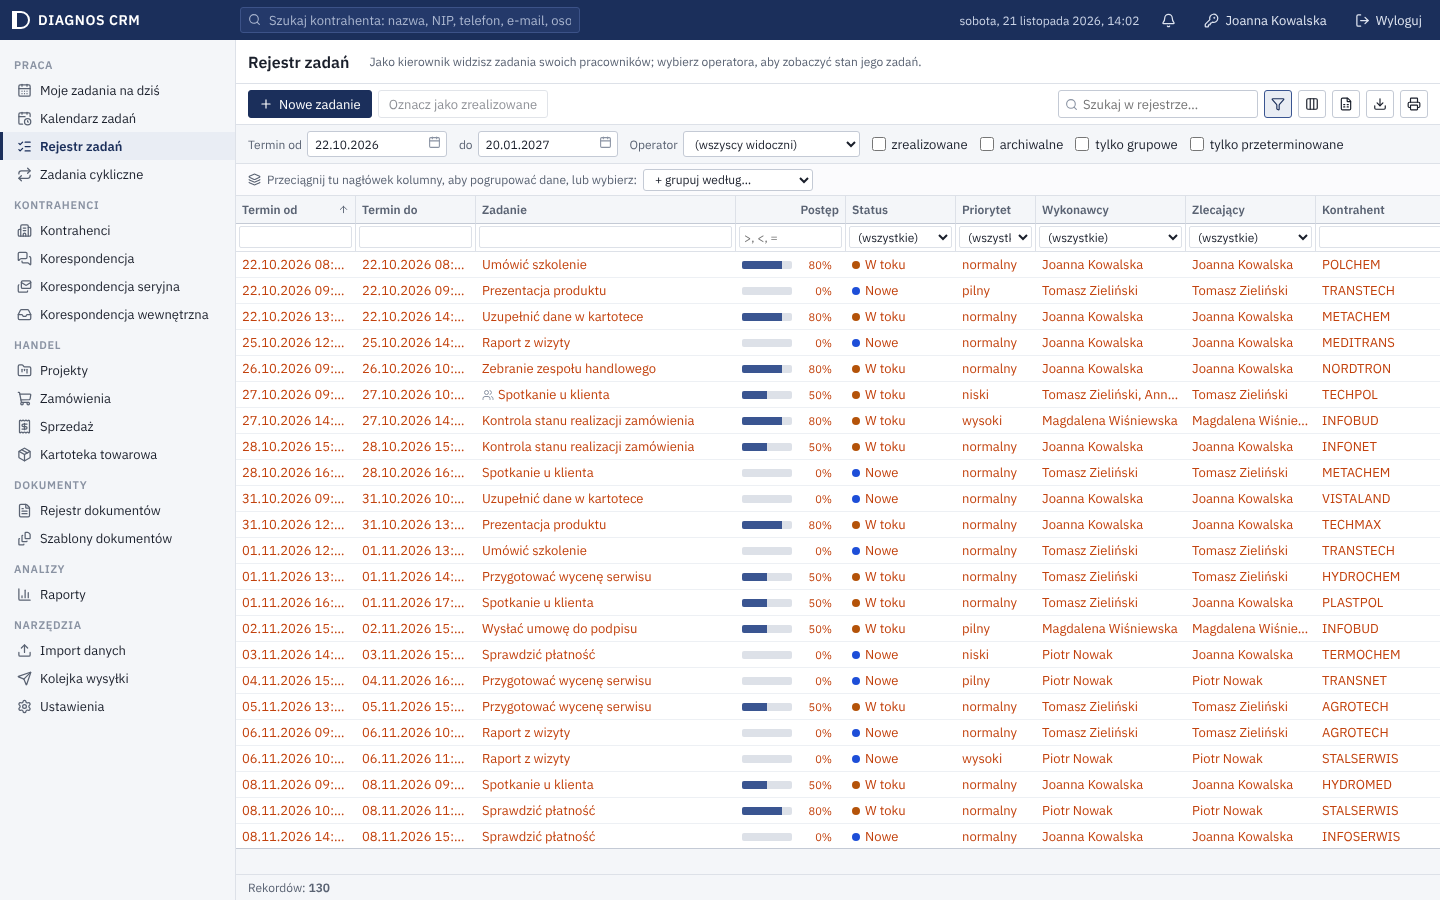 DIAGNOS CRM
Szukaj kontrahenta: nazwa, NIP, telefon, e-mail, oso
sobota, 21 listopada 2026, 14:02
Joanna Kowalska
Wyloguj
PRACA
Moje zadania na dziś
Kalendarz zadań
Rejestr zadań
Zadania cykliczne
KONTRAHENCI
Kontrahenci
Korespondencja
Korespondencja seryjna
Korespondencja wewnętrzna
HANDEL
Projekty
Zamówienia
Sprzedaż
Kartoteka towarowa
DOKUMENTY
Rejestr dokumentów
Szablony dokumentów
ANALIZY
Raporty
NARZĘDZIA
Import danych
Kolejka wysyłki
Ustawienia
Rejestr zadań Jako kierownik widzisz zadania swoich pracowników; wybierz operatora, aby zobaczyć stan jego zadań.
Nowe zadanie Oznacz jako zrealizowane Szukaj w rejestrze...
Termin od 22.10.2026 do 20.01.2027 Operator (wszyscy widoczni) zrealizowane archiwalne tylko grupowe tylko przeterminowane
Przeciągnij tu nagłówek kolumny, aby pogrupować dane, lub wybierz: + grupuj według...
Termin od Termin do Zadanie Postęp Status Priorytet Wykonawcy Zlecający Kontrahent
>, <, = (wszystkie) (wszystl (wszystkie) (wszystkie)
22.10.2026 08:... 22.10.2026 08:... Umówić szkolenie 80% W toku normalny Joanna Kowalska Joanna Kowalska POLCHEM
22.10.2026 09:... 22.10.2026 09:... Prezentacja produktu 0% Nowe pilny Tomasz Zieliński Tomasz Zieliński TRANSTECH
22.10.2026 13:... 22.10.2026 14:... Uzupełnić dane w kartotece 80% W toku normalny Joanna Kowalska Joanna Kowalska METACHEM
25.10.2026 12:... 25.10.2026 14:... Raport z wizyty 0% Nowe normalny Joanna Kowalska Joanna Kowalska MEDITRANS
26.10.2026 09:... 26.10.2026 10:... Zebranie zespołu handlowego 80% W toku normalny Joanna Kowalska Joanna Kowalska NORDTRON
27.10.2026 09:... 27.10.2026 10:... Spotkanie u klienta 50% W toku niski Tomasz Zieliński, Ann... Tomasz Zieliński TECHPOL
27.10.2026 14:... 27.10.2026 14:... Kontrola stanu realizacji zamówienia 80% W toku wysoki Magdalena Wiśniewska Magdalena Wiśnie... INFOBUD
28.10.2026 15:... 28.10.2026 15:... Kontrola stanu realizacji zamówienia 50% W toku normalny Joanna Kowalska Joanna Kowalska INFONET
28.10.2026 16:... 28.10.2026 16:... Spotkanie u klienta 0% Nowe normalny Tomasz Zieliński Tomasz Zieliński METACHEM
31.10.2026 09:... 31.10.2026 10:... Uzupełnić dane w kartotece 0% Nowe normalny Joanna Kowalska Joanna Kowalska VISTALAND
31.10.2026 12:... 31.10.2026 13:... Prezentacja produktu 80% W toku normalny Joanna Kowalska Joanna Kowalska TECHMAX
01.11.2026 12:... 01.11.2026 13:... Umówić szkolenie 0% Nowe normalny Tomasz Zieliński Tomasz Zieliński TRANSTECH
01.11.2026 13:... 01.11.2026 14:... Przygotować wycenę serwisu 50% W toku normalny Tomasz Zieliński Tomasz Zieliński HYDROCHEM
01.11.2026 16:... 01.11.2026 17:... Spotkanie u klienta 50% W toku normalny Tomasz Zieliński Joanna Kowalska PLASTPOL
02.11.2026 15:... 02.11.2026 15:... Wysłać umowę do podpisu 50% W toku pilny Magdalena Wiśniewska Magdalena Wiśnie... INFOBUD
03.11.2026 14:... 03.11.2026 15:... Sprawdzić płatność 0% Nowe niski Piotr Nowak Joanna Kowalska TERMOCHEM
04.11.2026 15:... 04.11.2026 16:... Przygotować wycenę serwisu 0% Nowe pilny Piotr Nowak Piotr Nowak TRANSNET
05.11.2026 13:... 05.11.2026 15:... Przygotować wycenę serwisu 50% W toku normalny Tomasz Zieliński Tomasz Zieliński AGROTECH
06.11.2026 09:... 06.11.2026 10:... Raport z wizyty 0% Nowe normalny Tomasz Zieliński Tomasz Zieliński AGROTECH
06.11.2026 10:... 06.11.2026 11:... Raport z wizyty 0% Nowe wysoki Piotr Nowak Piotr Nowak STALSERWIS
08.11.2026 09:... 08.11.2026 09:... Spotkanie u klienta 50% W toku normalny Joanna Kowalska Joanna Kowalska HYDROMED
08.11.2026 10:... 08.11.2026 11:... Sprawdzić płatność 80% W toku normalny Piotr Nowak Piotr Nowak STALSERWIS
08.11.2026 14:... 08.11.2026 15:... Sprawdzić płatność 0% Nowe normalny Joanna Kowalska Joanna Kowalska INFOSERWIS
Rekordów: 130